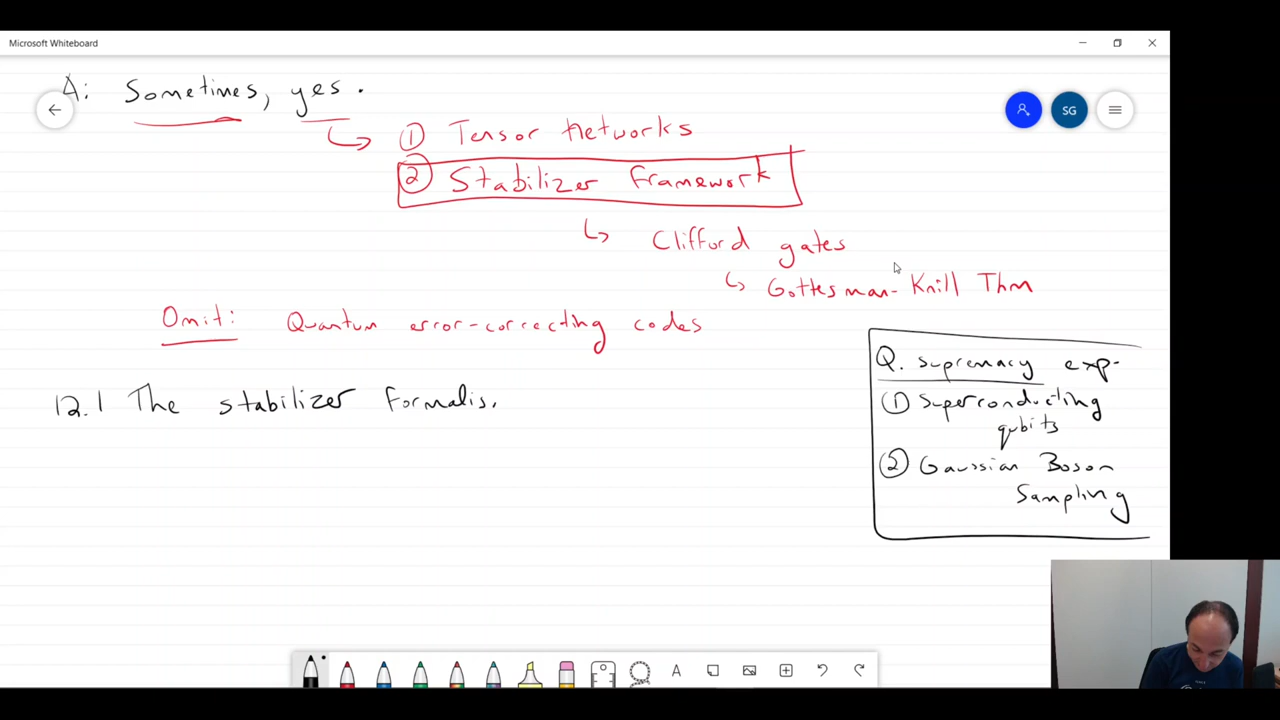 Microsoft Whiteboard
A: Sometimes, yes.
SG
① Tensor Networks
② Stabilizer Framework
Clifford gates
Gottesman-Knill Thm
Omit: Quantum error-correcting codes
Q. supremacy exp.
① Superconducting
qubits
② Gaussian Boson
Sampling
12.1 The stabilizer formalis.
A